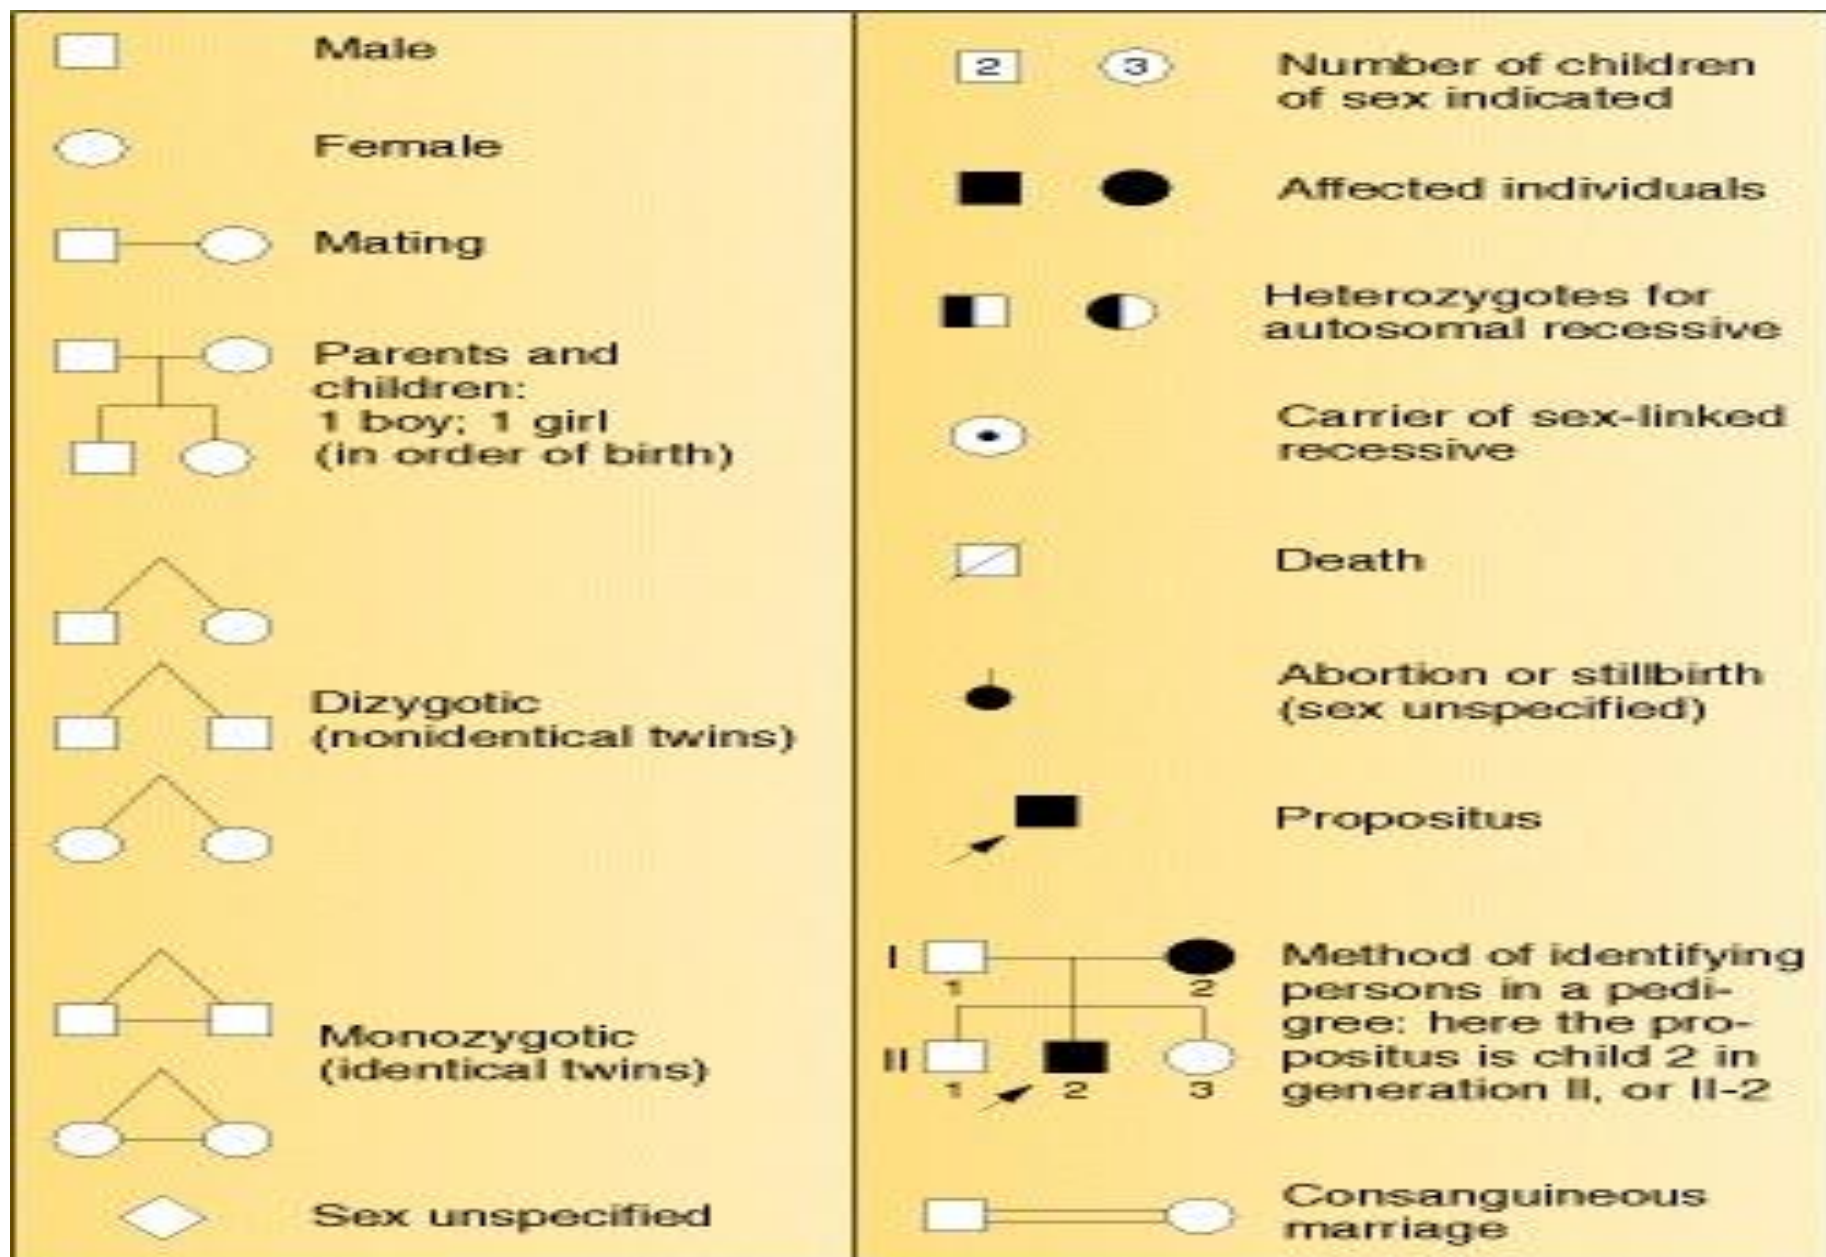 Male
Female
Mating
Parents and
children:
1 boy; 1 girl
(in order of birth)
Dizygotic
(nonidentical twins)
Monozygotic
(identical twins)
Sex unspecified
2 3 Number of children
of sex indicated
Affected individuals
Heterozygotes for
autosomal recessive
Carrier of sex-linked
recessive
Death
Abortion or stillbirth
(sex unspecified)
Propositus
I Method of identifying
1 2 persons in a pedi-
gree: here the pro-
II positus is child 2 in
1 2 3 generation II, or II-2
Consanguineous
marriage